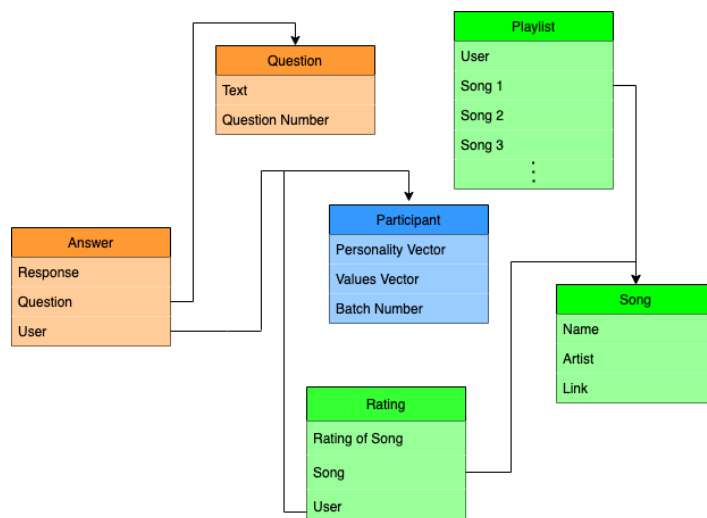 Question
Text
Question Number
Playlist
User
Song 1
Song 2
Song 3
Answer
Response
Question
User
Participant
Personality Vector
Values Vector
Batch Number
Song
Name
Artist
Link
Rating
Rating of Song
Song
User